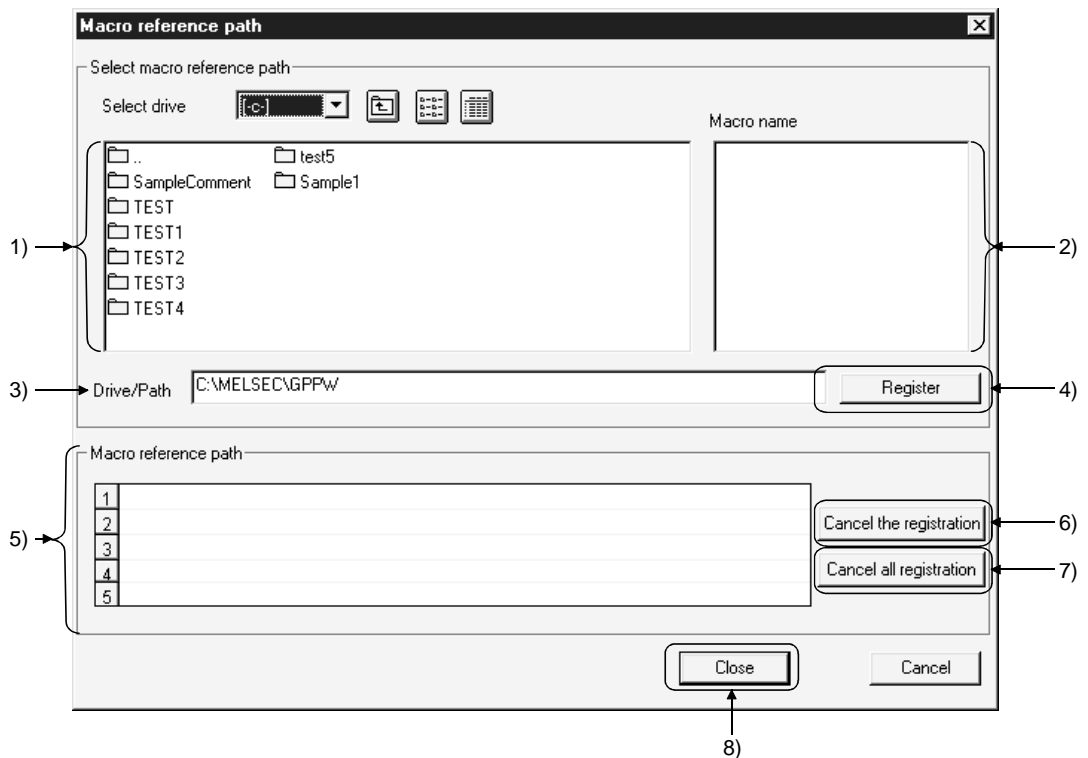 Macro reference path
Select macro reference path
Select drive [-c-]
Macro name
..
SampleComment
TEST
TEST1
TEST2
TEST3
TEST4
test5
Sample1
1)
2)
3)
Drive/Path C:\MELSEC\GPPW
Register
4)
Macro reference path
5)
1
2
3
4
5
Cancel the registration
6)
Cancel all registration
7)
Close
Cancel
8)